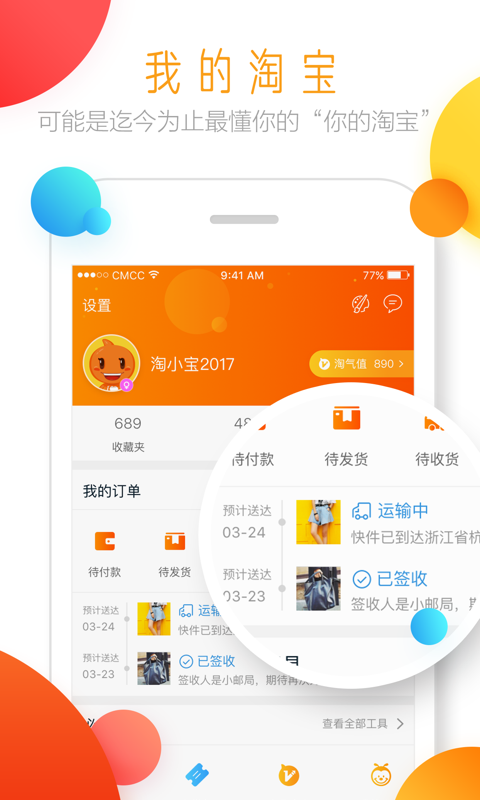 我的淘宝
可能是迄今为止最懂你的“你的淘宝”
CMCC
9:41 AM
77%
设置
淘小宝2017
淘气值 890
689
48
收藏夹
我的订单
待付款
待发货
预计送达
03-24
运输
快件已到达
预计送达
03-23
已签收
签收人是小邮局，期待再次
查看全部工具
待付款
待发货
待收货
预计送达
03-24
运输中
快件已到达浙江省杭
预计送达
03-23
已签收
签收人是小邮局，